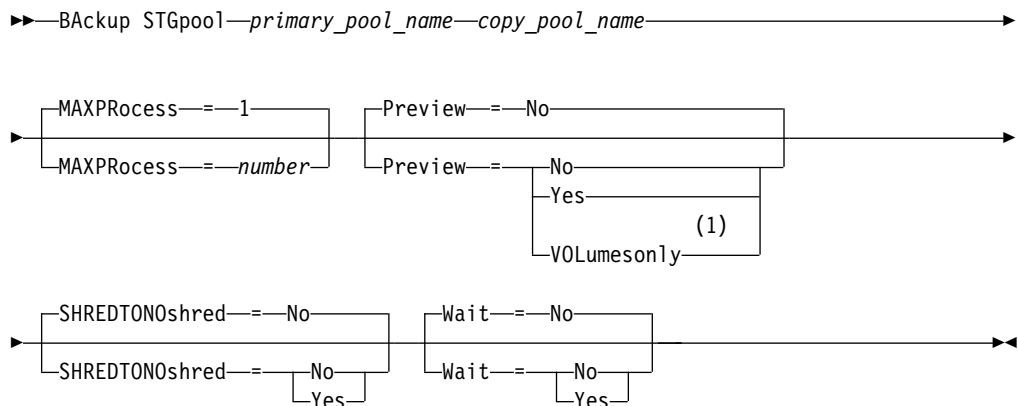 BAckup STGpool primary_pool_name copy_pool_name
MAXPRocess = 1 Preview = No
MAXPRocess = number Preview = No
Yes
(1)
VOLumesonly
SHREDTONOshred = No Wait = No
SHREDTONOshred = No Wait = No
Yes Yes